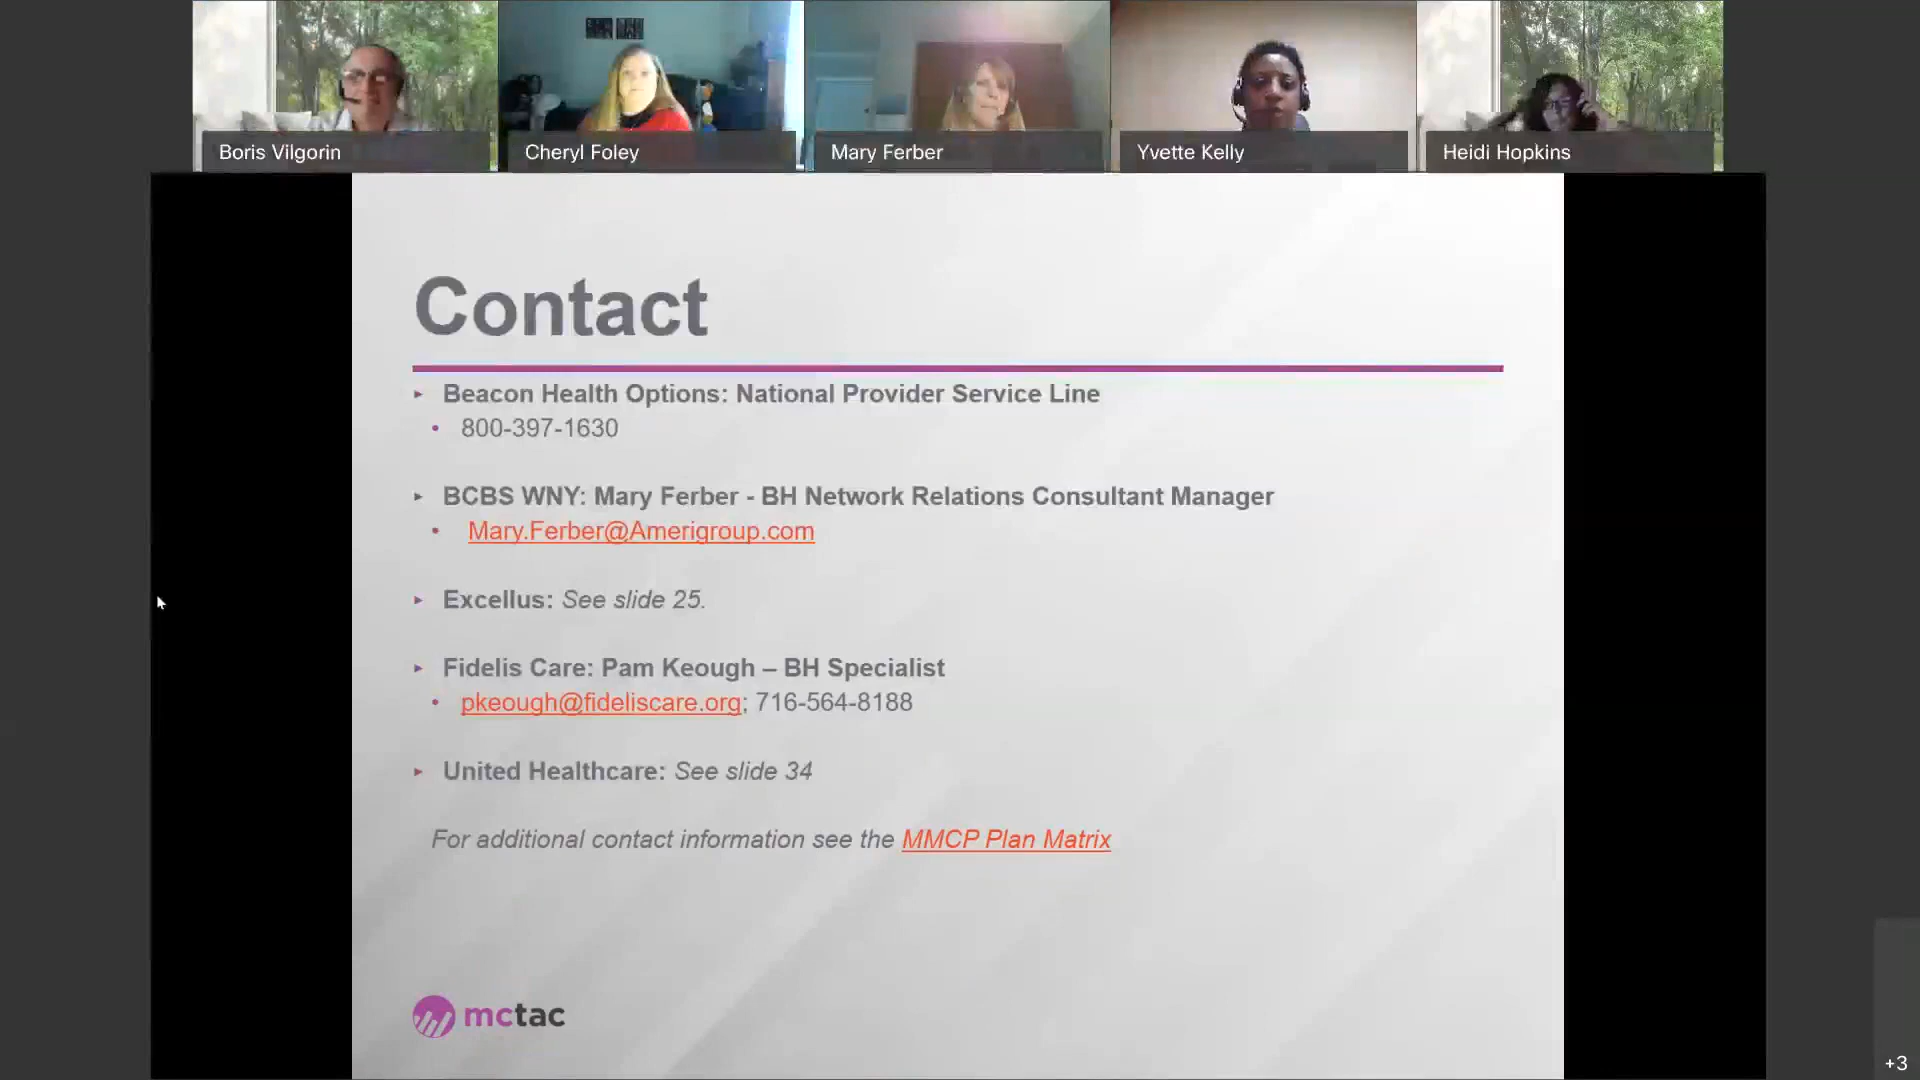 Boris Vilgorin
Cheryl Foley
Mary Ferber
Yvette Kelly
Heidi Hopkins
Contact
▸ Beacon Health Options: National Provider Service Line
• 800-397-1630
▸ BCBS WNY: Mary Ferber - BH Network Relations Consultant Manager
• Mary.Ferber@Amerigroup.com
▸ Excellus: See slide 25.
▸ Fidelis Care: Pam Keough – BH Specialist
• pkeough@fideliscare.org; 716-564-8188
▸ United Healthcare: See slide 34
For additional contact information see the MMCP Plan Matrix
mctac
+3